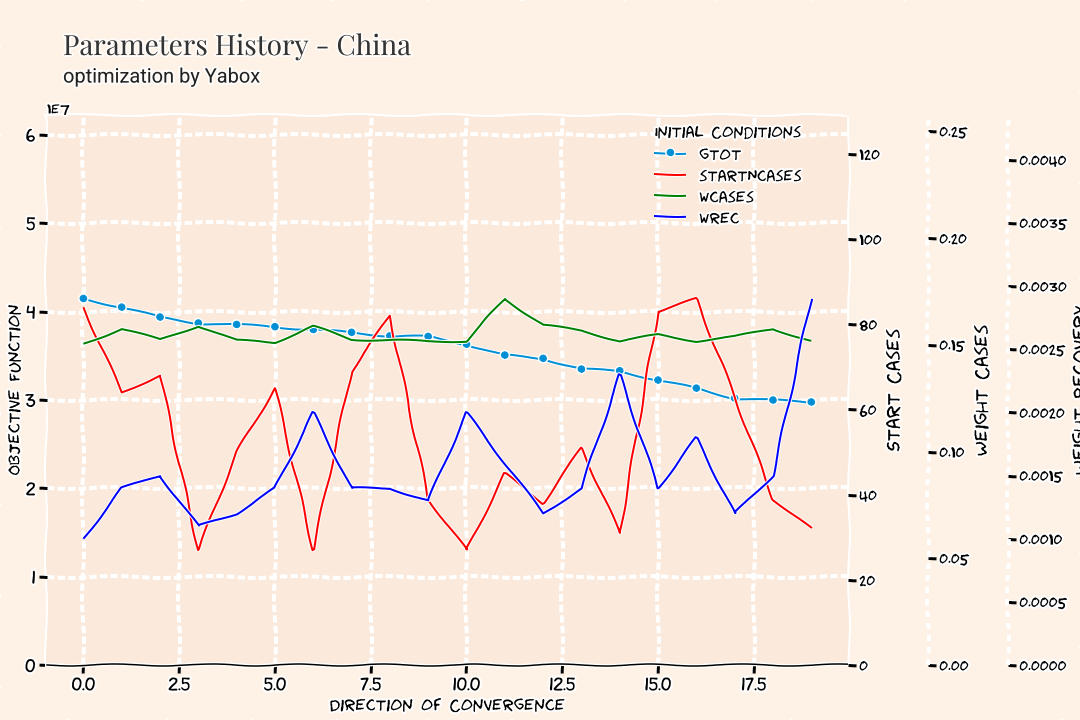 Parameters History - China
optimization by Yabox
1E7
INITIAL CONDITIONS
GTOT
STARTNCASES
WCASES
WREC
6
5
4
3
2
1
0
OBJECTIVE FUNCTION
0.0 2.5 5.0 7.5 10.0 12.5 15.0 17.5
DIRECTION OF CONVERGENCE
120
100
80
60
40
20
0
START CASES
0.25
0.20
0.15
0.10
0.05
0.00
WEIGHT CASES
0.0040
0.0035
0.0030
0.0025
0.0020
0.0015
0.0010
0.0005
0.0000
WEIGHT RECOVERY